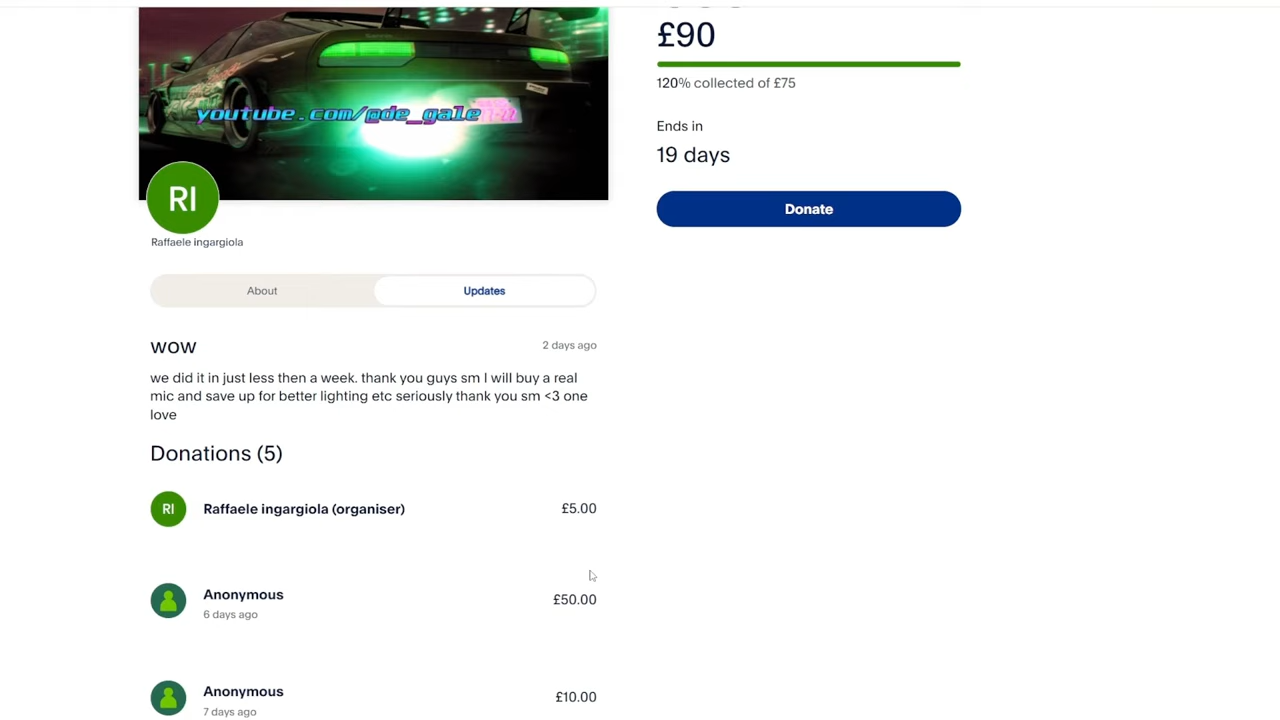 £90
120% collected of £75
Ends in
19 days
Donate
youtube.com/@de_gale
RI
Raffaele ingargiola
About
Updates
wow
2 days ago
we did it in just less then a week. thank you guys sm I will buy a real
mic and save up for better lighting etc seriously thank you sm <3 one
love
Donations (5)
RI
Raffaele ingargiola (organiser)
£5.00
Anonymous
£50.00
6 days ago
Anonymous
£10.00
7 days ago